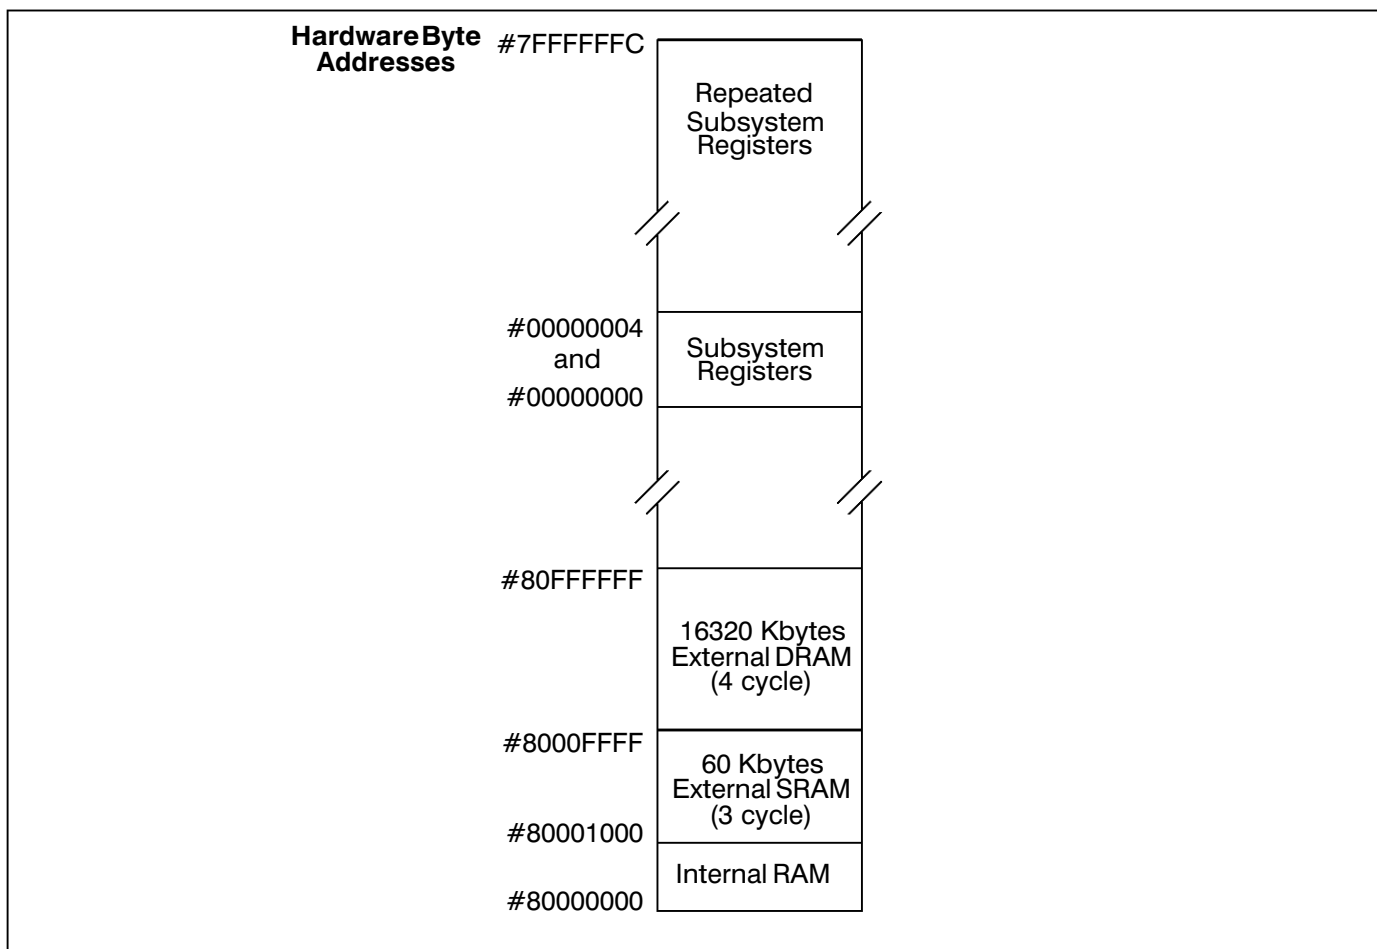 Hardware Byte
Addresses
#7FFFFFFC
Repeated
Subsystem
Registers
#00000004
and
#00000000
Subsystem
Registers
#80FFFFFF
16320 Kbytes
External DRAM
(4 cycle)
#8000FFFF
60 Kbytes
External SRAM
(3 cycle)
#80001000
Internal RAM
#80000000